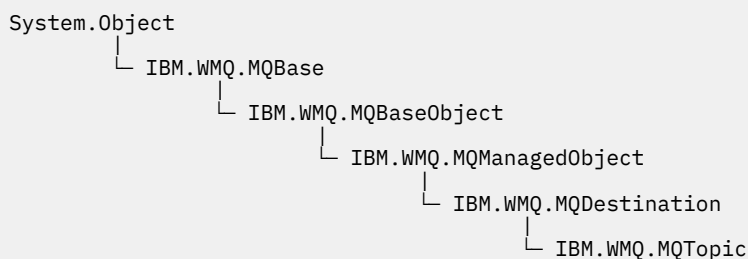 System.Object
IBM.WMQ.MQBase
IBM.WMQ.MQBaseObject
IBM.WMQ.MQManagedObject
IBM.WMQ.MQDestination
IBM.WMQ.MQTopic